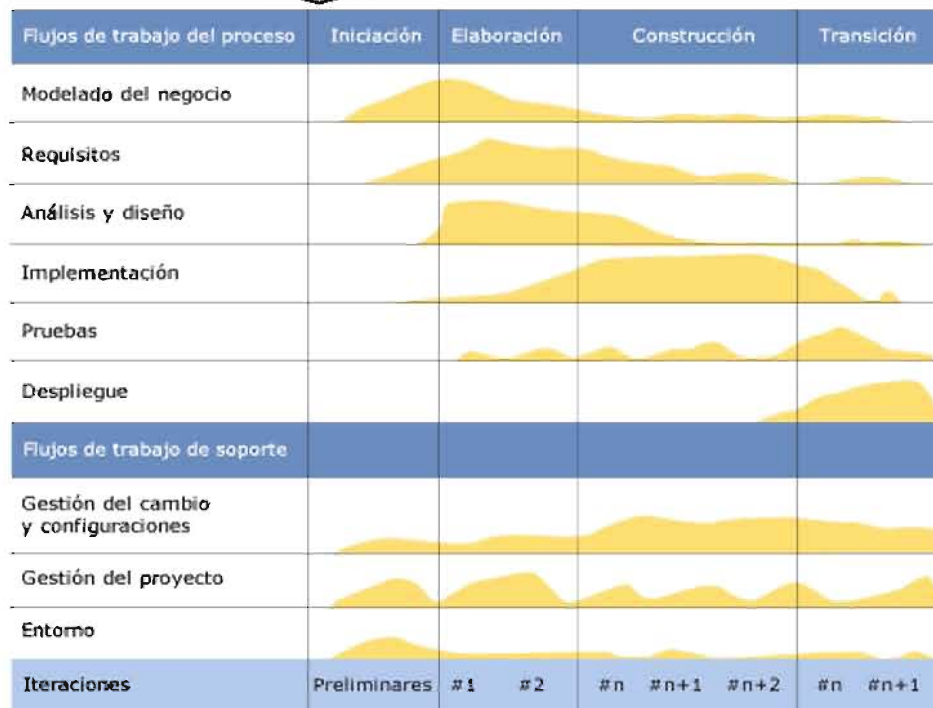 Flujos de trabajo del proceso Iniciación Elaboración Construcción Transición
Modelado del negocio
Requisitos
Análisis y diseño
Implementación
Pruebas
Despliegue
Flujos de trabajo de soporte
Gestión del cambio
y configuraciones
Gestión del proyecto
Entorno
Iteraciones Preliminares #1 #2 #n #n+1 #n+2 #n #n+1